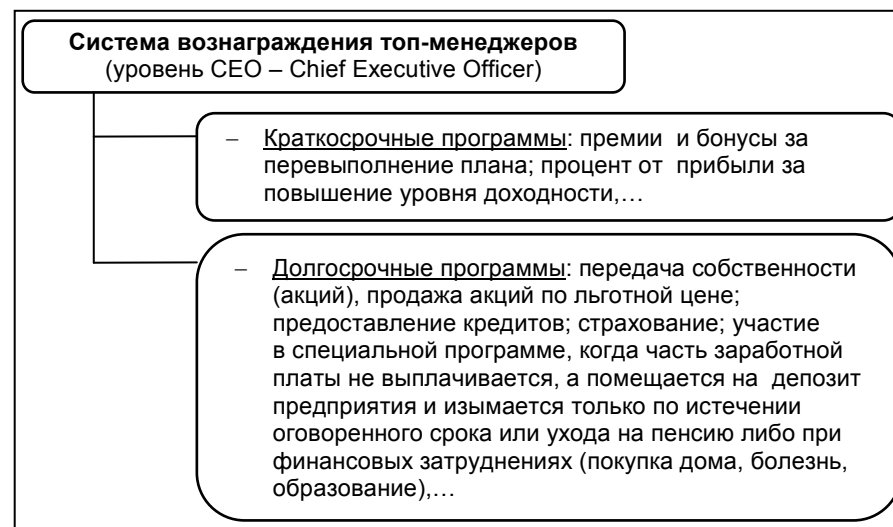 Система вознаграждения топ-менеджеров
(уровень CEO – Chief Executive Officer)
– Краткосрочные программы: премии и бонусы за
перевыполнение плана; процент от прибыли за
повышение уровня доходности,…
– Долгосрочные программы: передача собственности
(акций), продажа акций по льготной цене;
предоставление кредитов; страхование; участие
в специальной программе, когда часть заработной
платы не выплачивается, а помещается на депозит
предприятия и изымается только по истечении
оговоренного срока или ухода на пенсию либо при
финансовых затруднениях (покупка дома, болезнь,
образование),…